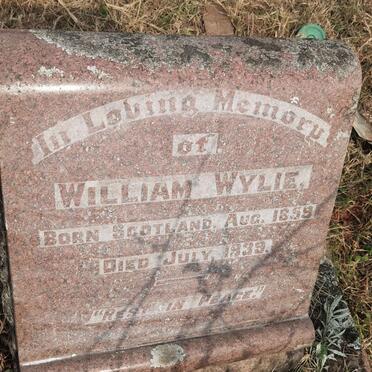 In Loving Memory
of
WILLIAM WYLIE,
BORN SCOTLAND, AUG. 1859
DIED JULY, 1939.
"REST IN PEACE"